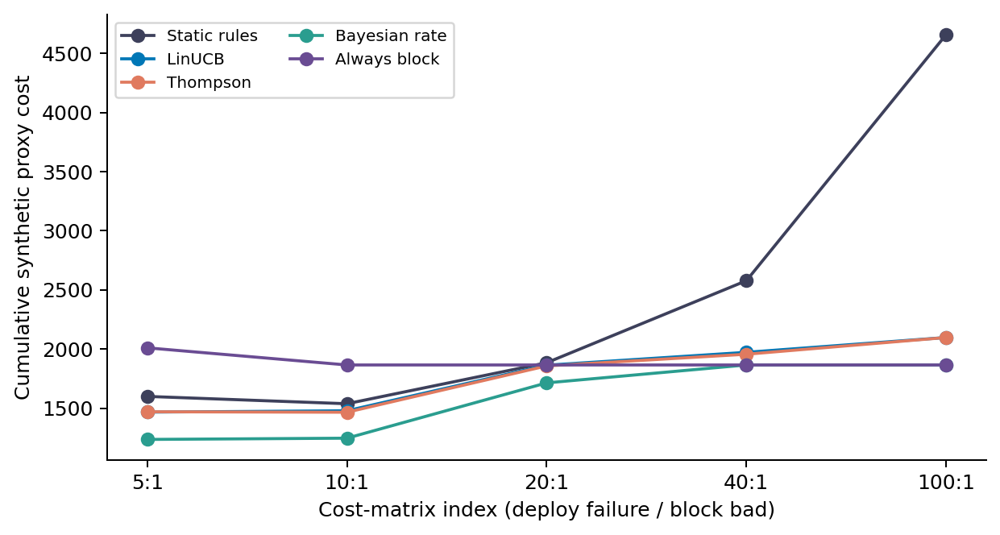 Static rules
LinUCB
Thompson
Bayesian rate
Always block
Cumulative synthetic proxy cost
4500
4000
3500
3000
2500
2000
1500
5:1
10:1
20:1
40:1
100:1
Cost-matrix index (deploy failure / block bad)